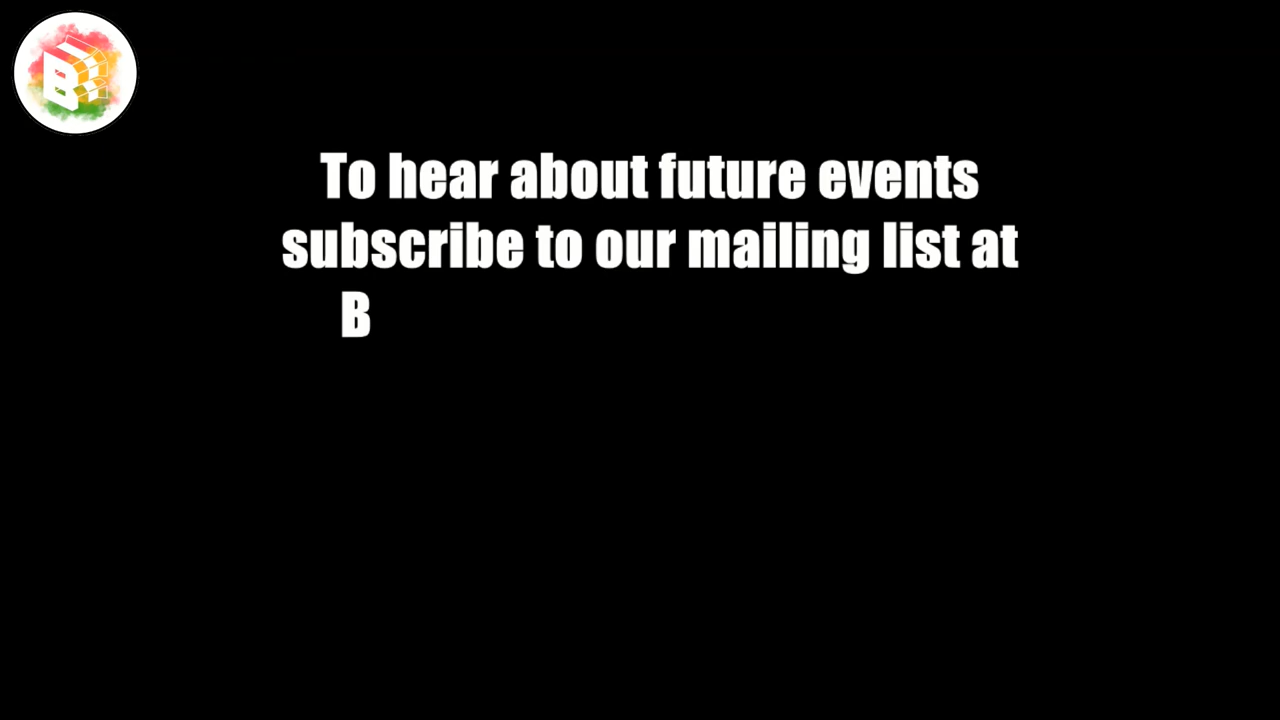 To hear about future events
subscribe to our mailing list at
B